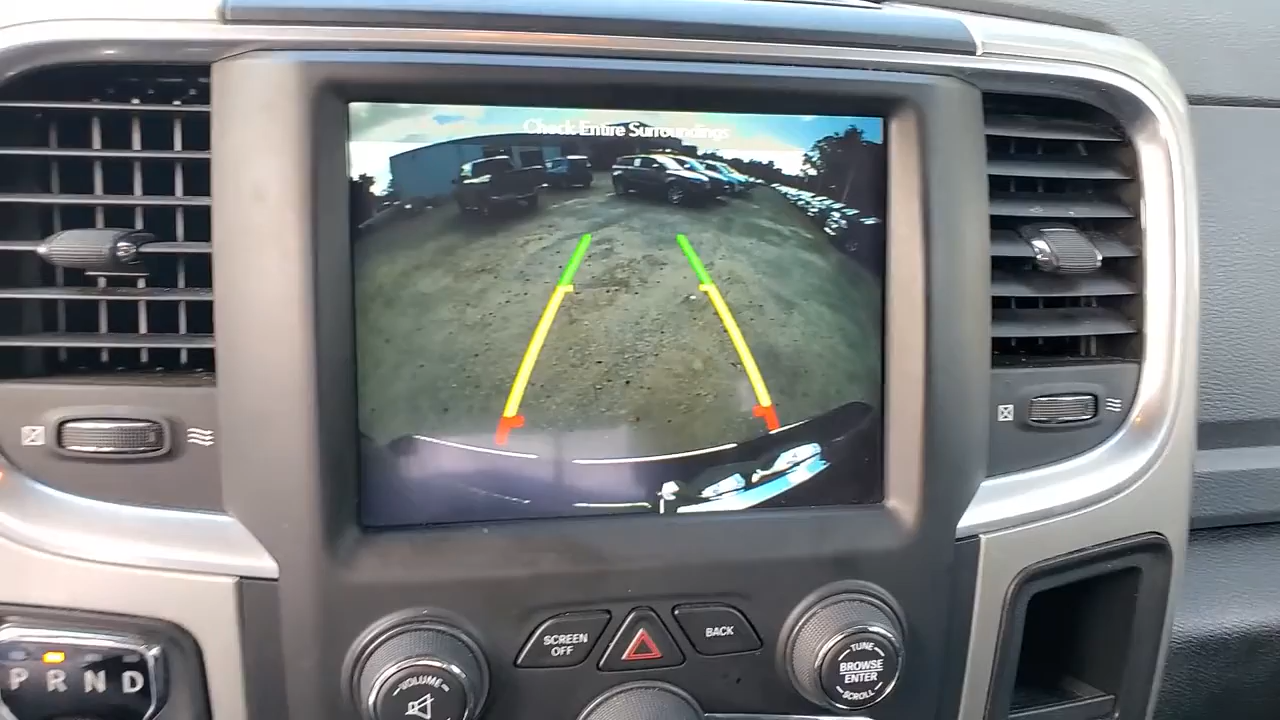 Check Entire Surroundings
SCREEN
OFF
BACK
VOLUME
TUNE
BROWSE
ENTER
SCROLL
P R N D